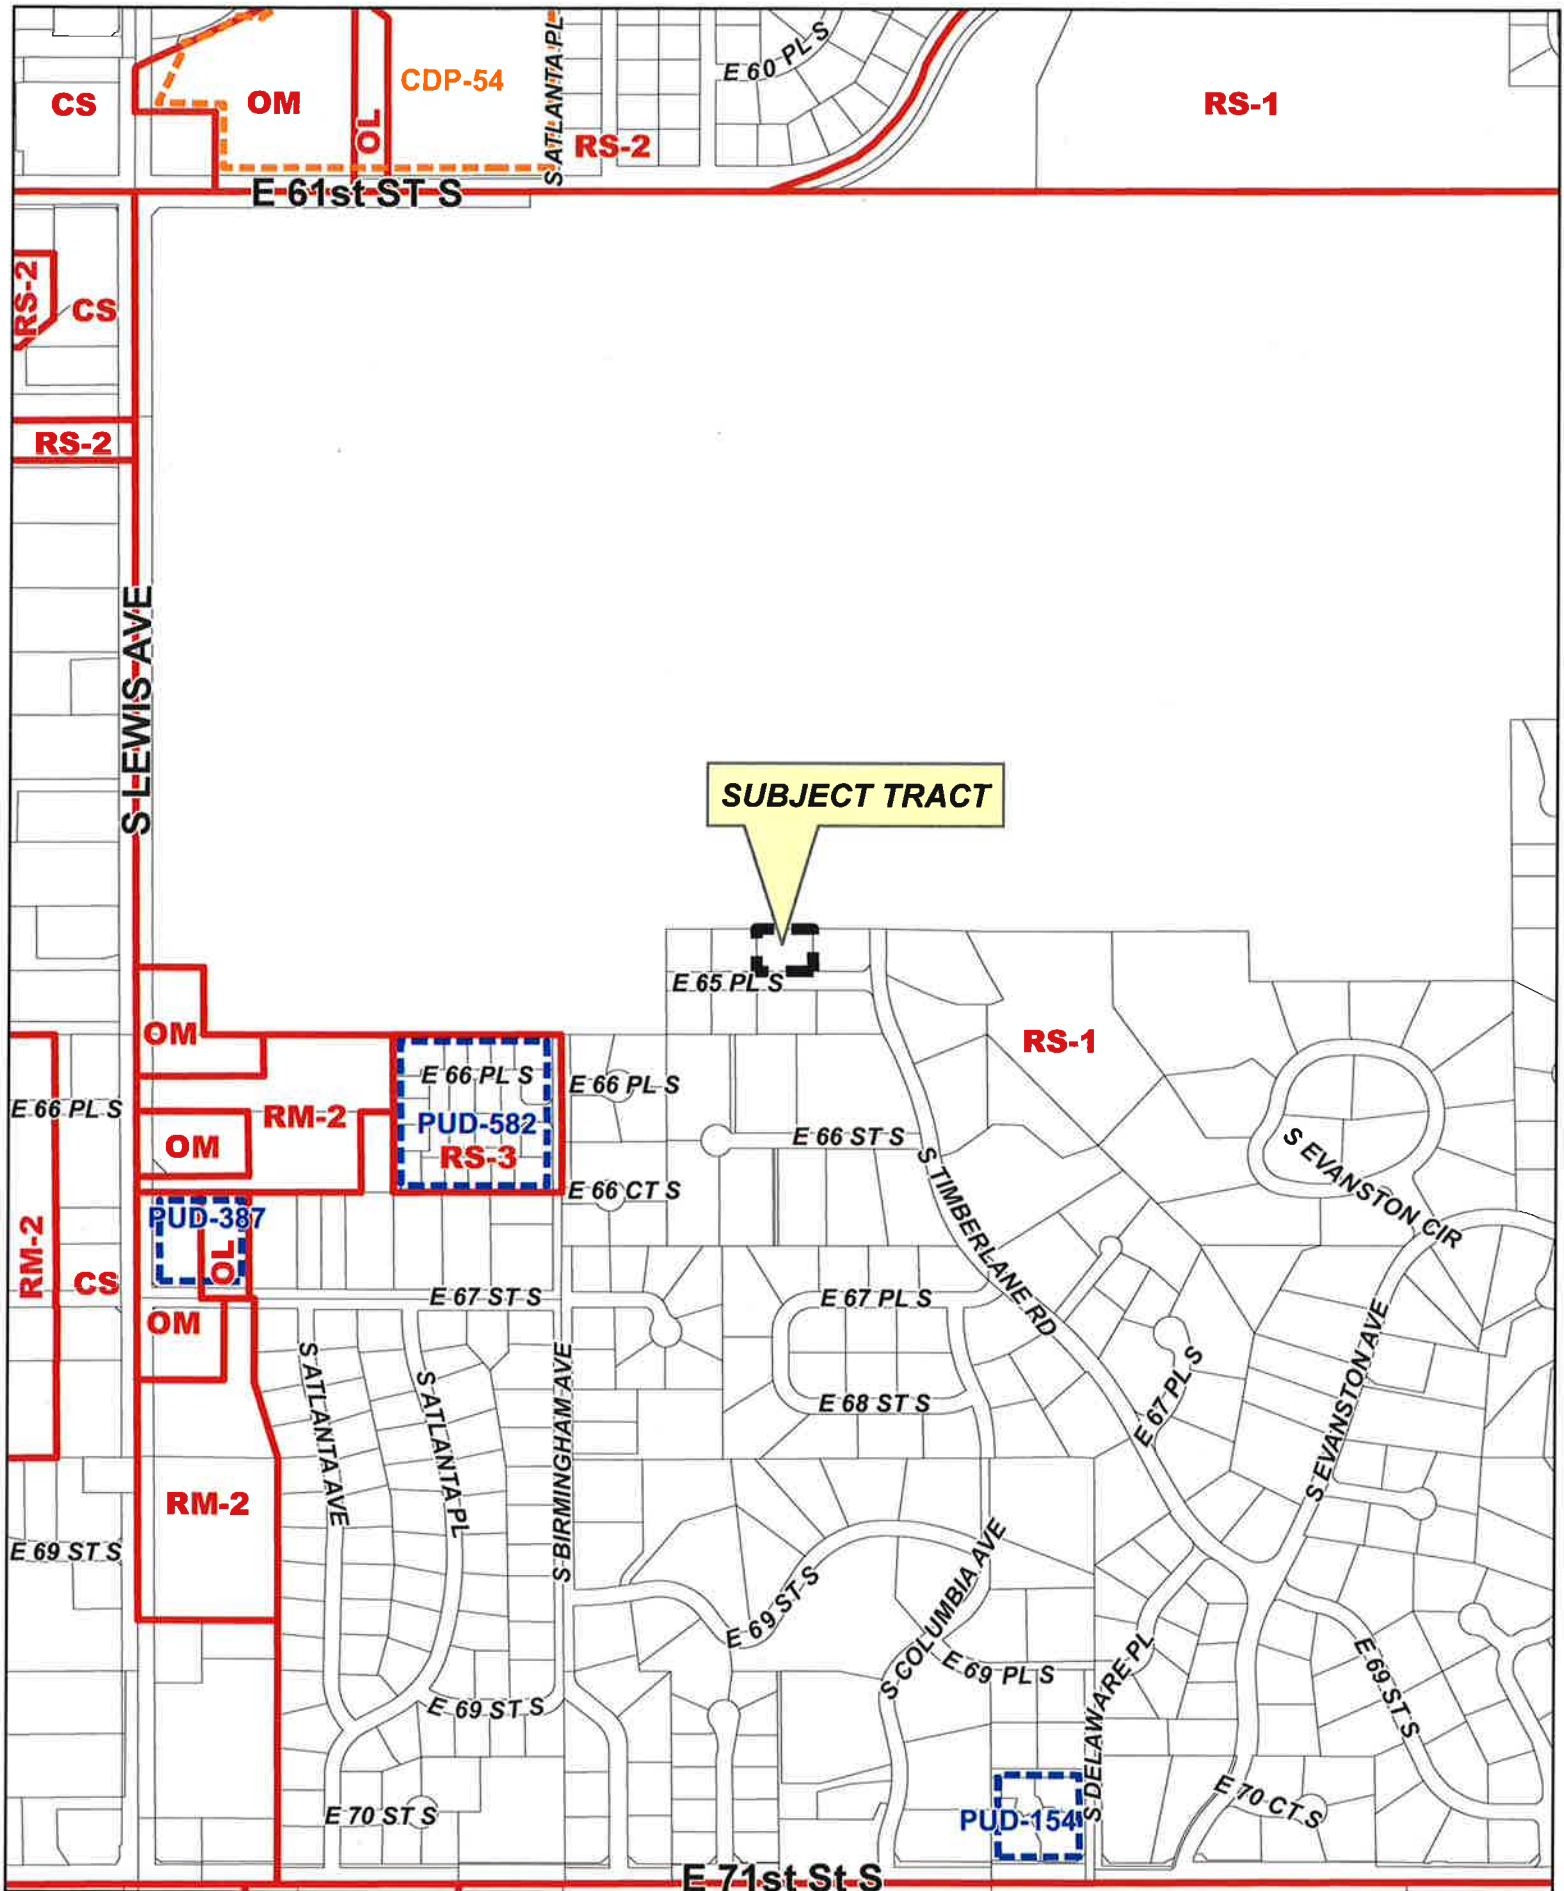 E 60 PL S
S ATLANTA PL
CS
OM
CDP-54
OL
RS-2
RS-1
E 61st ST S
RS-2
CS
RS-2
S LEWIS AVE
SUBJECT TRACT
E 65 PL S
OM
RS-1
E 66 PL S
E 66 PL S
E 66 PL S
RM-2
PUD-582
OM
RS-3
E 66 ST S
S TIMBERLANE RD
S EVANSTON CIR
E 66 CT S
PUD-387
RM-2
CS
OL
E 67 ST S
E 67 PL S
OM
S ATLANTA AVE
S ATLANTA PL
S BIRMINGHAM AVE
E 68 ST S
E 67 PL S
S EVANSTON AVE
RM-2
E 69 ST S
E 69 ST S
S COLUMBIA AVE
E 69 PL S
S DELAWARE PL
E 69 ST S
E 69 ST S
E 70 ST S
PUD-154
E 70 CT S
E 71st St S